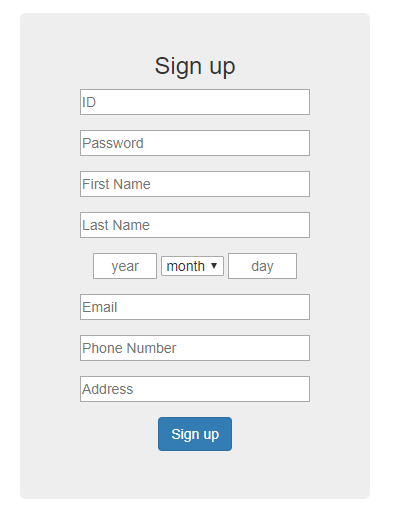 Sign up
ID
Password
First Name
Last Name
year month day
Email
Phone Number
Address
Sign up